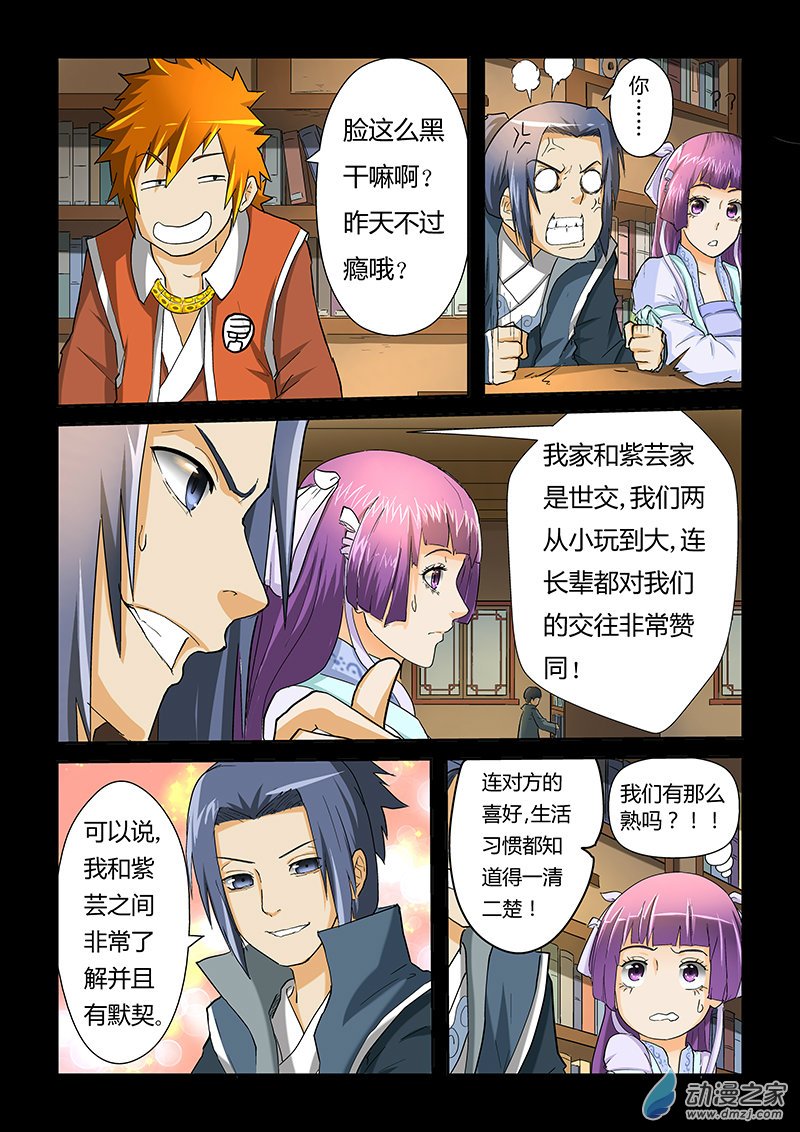 脸这么黑
干嘛啊?
昨天不过
瘾哦?
你
……
我家和紫芸家
是世交,我们两
从小玩到大,连
长辈都对我们
的交往非常赞
同!
可以说,
我和紫
芸之间
非常了
解并且
有默契。
连对方的
喜好,生活
习惯都知
道得一清
二楚!
我们有那么
熟吗?!!!
动漫之家
www.dmzj.com